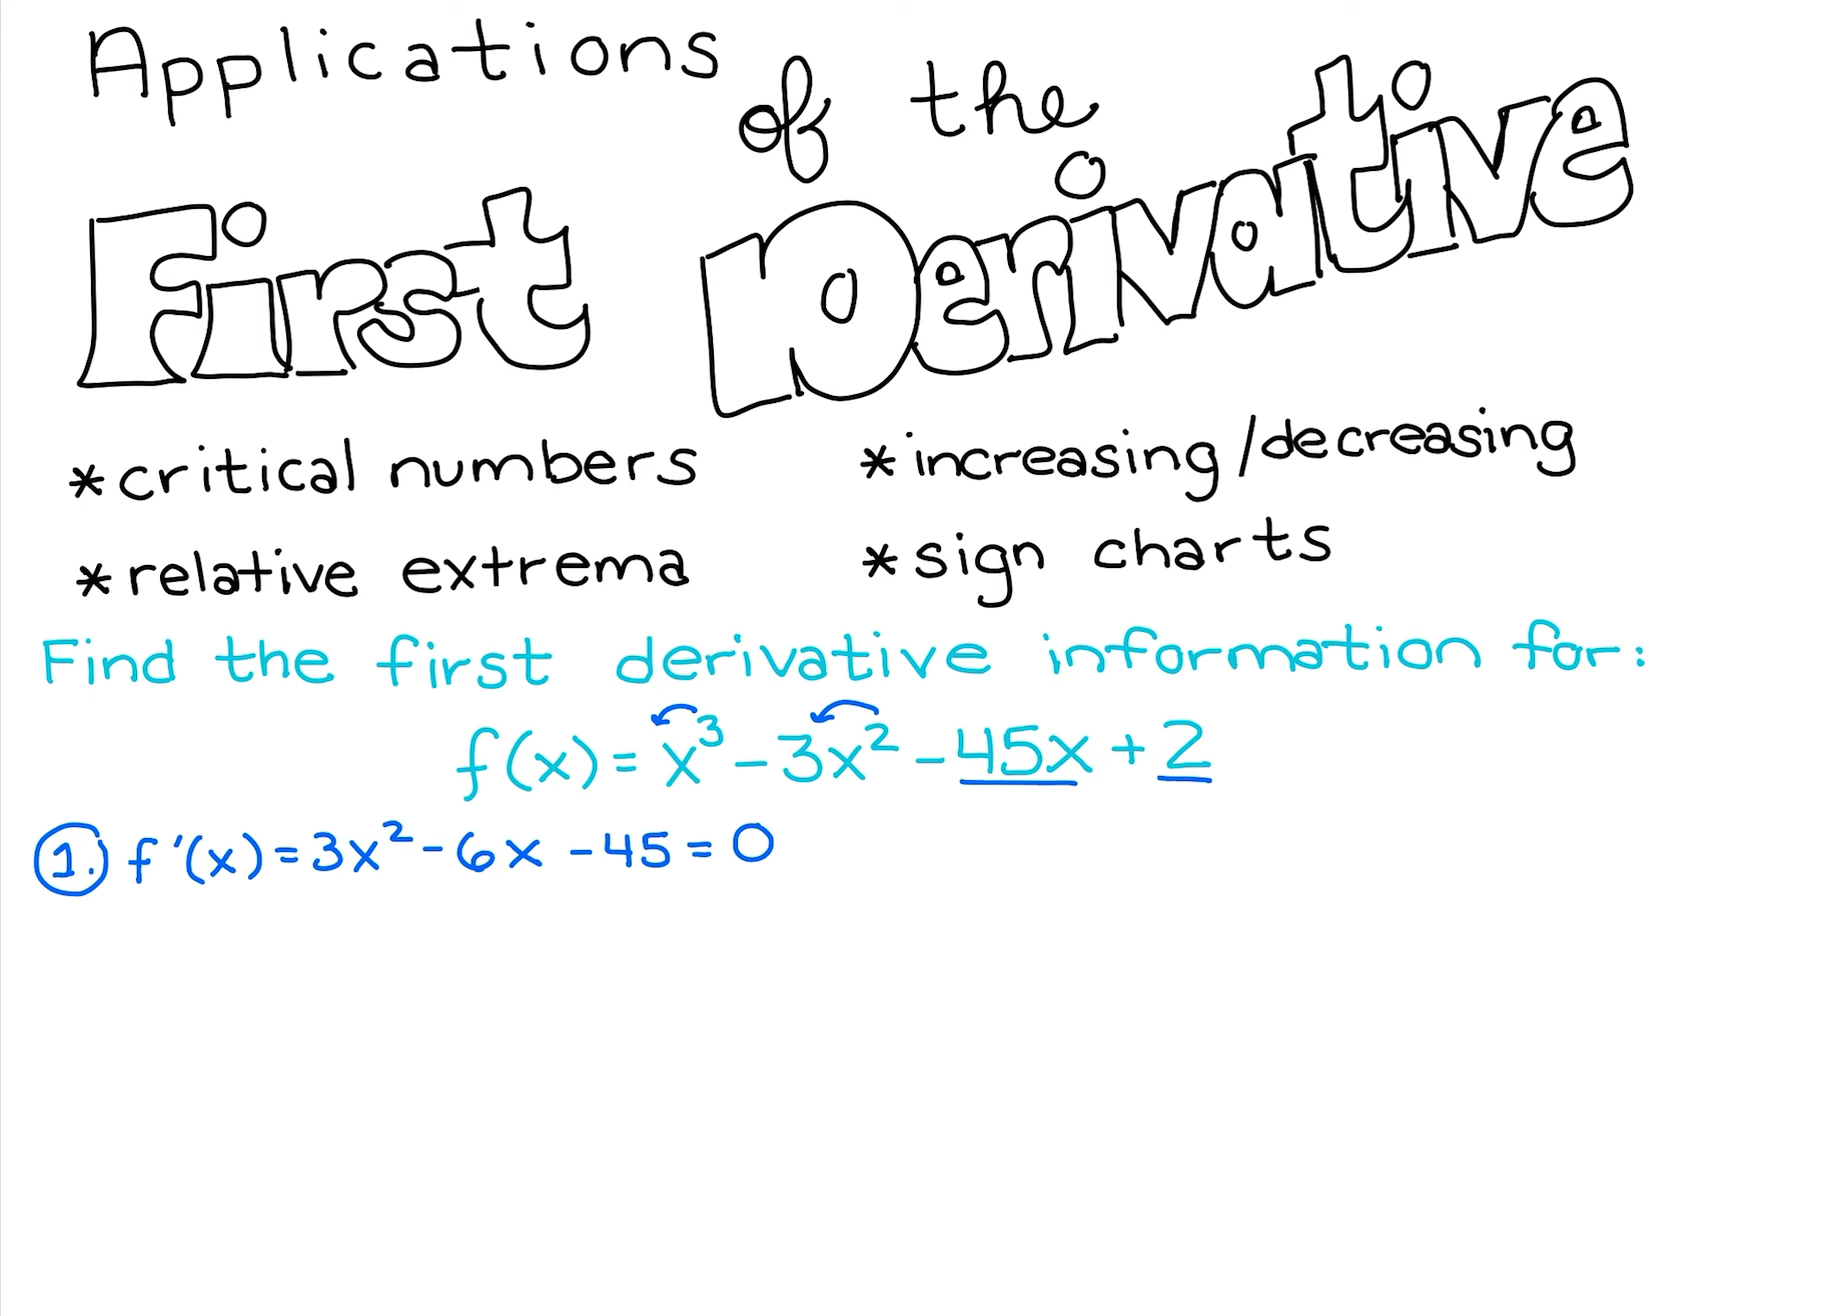 Applications of the
First Derivative
*critical numbers *increasing/decreasing
*relative extrema *sign charts
Find the first derivative information for:
f(x) = x³ - 3x² - 45x + 2
1. f'(x) = 3x² - 6x - 45 = 0